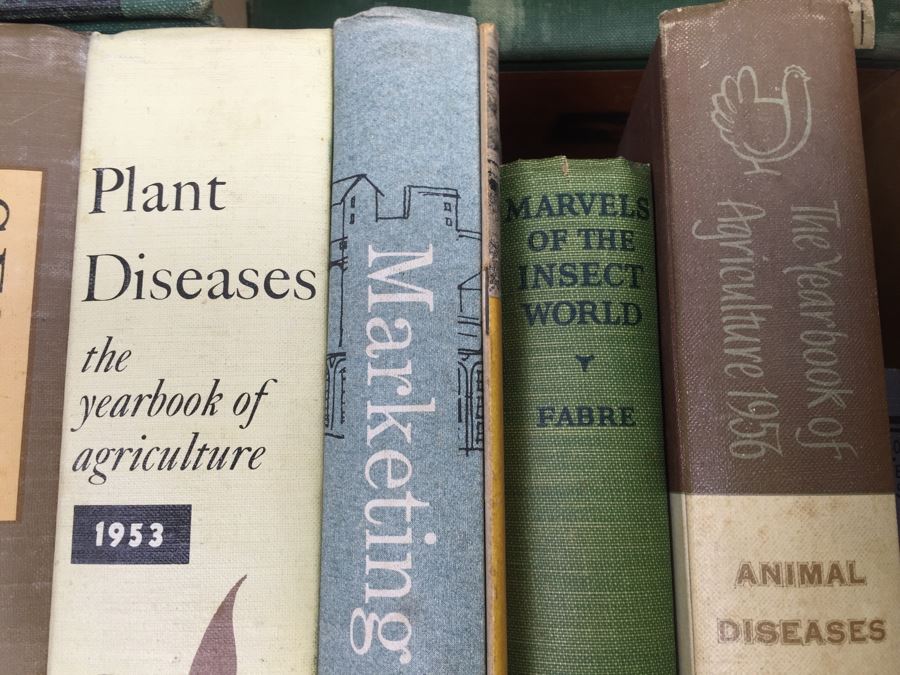 Plant
Diseases
the
yearbook of
agriculture
1953
Marketing
MARVELS
OF THE
INSECT
WORLD
FABRE
The Yearbook of
Agriculture 1956
ANIMAL
DISEASES